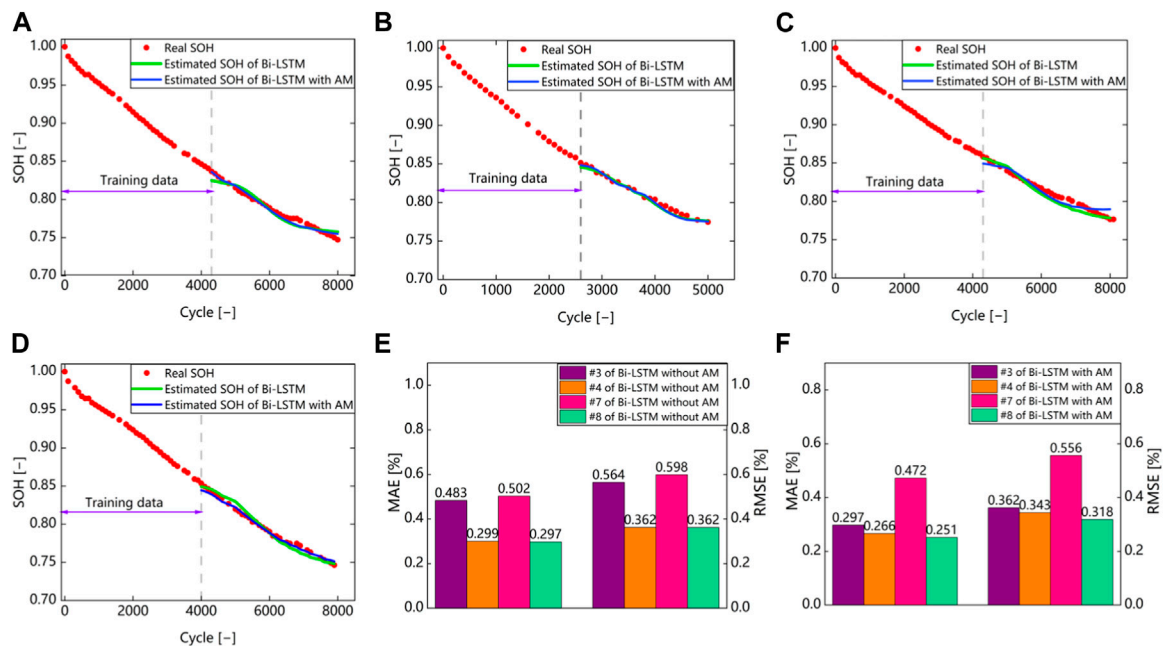 A
1.00
0.95
0.90
0.85
0.80
0.75
0.70
SOH [−]
Real SOH
Estimated SOH of Bi-LSTM
Estimated SOH of Bi-LSTM with AM
Training data
0
2000
4000
6000
8000
Cycle [−]
B
1.00
0.95
0.90
0.85
0.80
0.75
0.70
SOH [−]
Real SOH
Estimated SOH of Bi-LSTM
Estimated SOH of Bi-LSTM with AM
Training data
0
1000
2000
3000
4000
5000
Cycle [−]
C
1.00
0.95
0.90
0.85
0.80
0.75
0.70
SOH [−]
Real SOH
Estimated SOH of Bi-LSTM
Estimated SOH of Bi-LSTM with AM
Training data
0
2000
4000
6000
8000
Cycle [−]
D
1.00
0.95
0.90
0.85
0.80
0.75
0.70
SOH [−]
Real SOH
Estimated SOH of Bi-LSTM
Estimated SOH of Bi-LSTM with AM
Training data
0
2000
4000
6000
8000
Cycle [−]
E
1.0
0.8
0.6
0.4
0.2
0.0
MAE [%]
#3 of Bi-LSTM without AM
#4 of Bi-LSTM without AM
#7 of Bi-LSTM without AM
#8 of Bi-LSTM without AM
0.483
0.299
0.502
0.297
0.564
0.362
0.598
0.362
1.0
0.8
0.6
0.4
0.2
0.0
RMSE [%]
F
0.8
0.6
0.4
0.2
0.0
MAE [%]
#3 of Bi-LSTM with AM
#4 of Bi-LSTM with AM
#7 of Bi-LSTM with AM
#8 of Bi-LSTM with AM
0.297
0.266
0.472
0.251
0.362
0.343
0.556
0.318
0.8
0.6
0.4
0.2
0.0
RMSE [%]